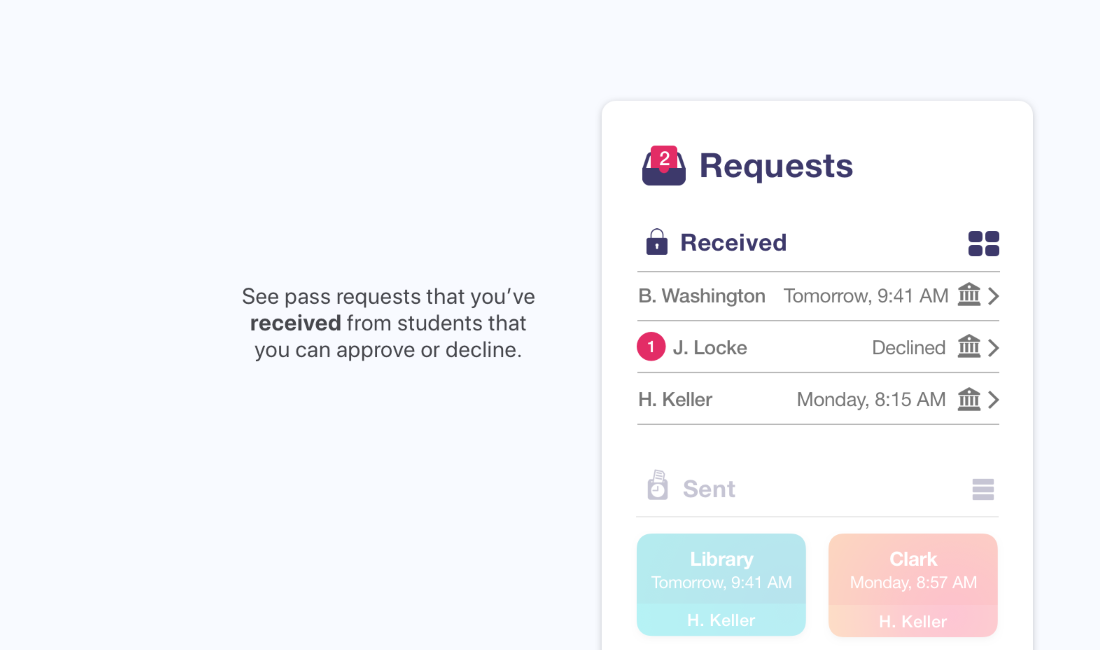 See pass requests that you’ve
received from students that
you can approve or decline.
2 Requests
Received
B. Washington Tomorrow, 9:41 AM
1 J. Locke Declined
H. Keller Monday, 8:15 AM
Sent
Library
Tomorrow, 9:41 AM
H. Keller
Clark
Monday, 8:57 AM
H. Keller